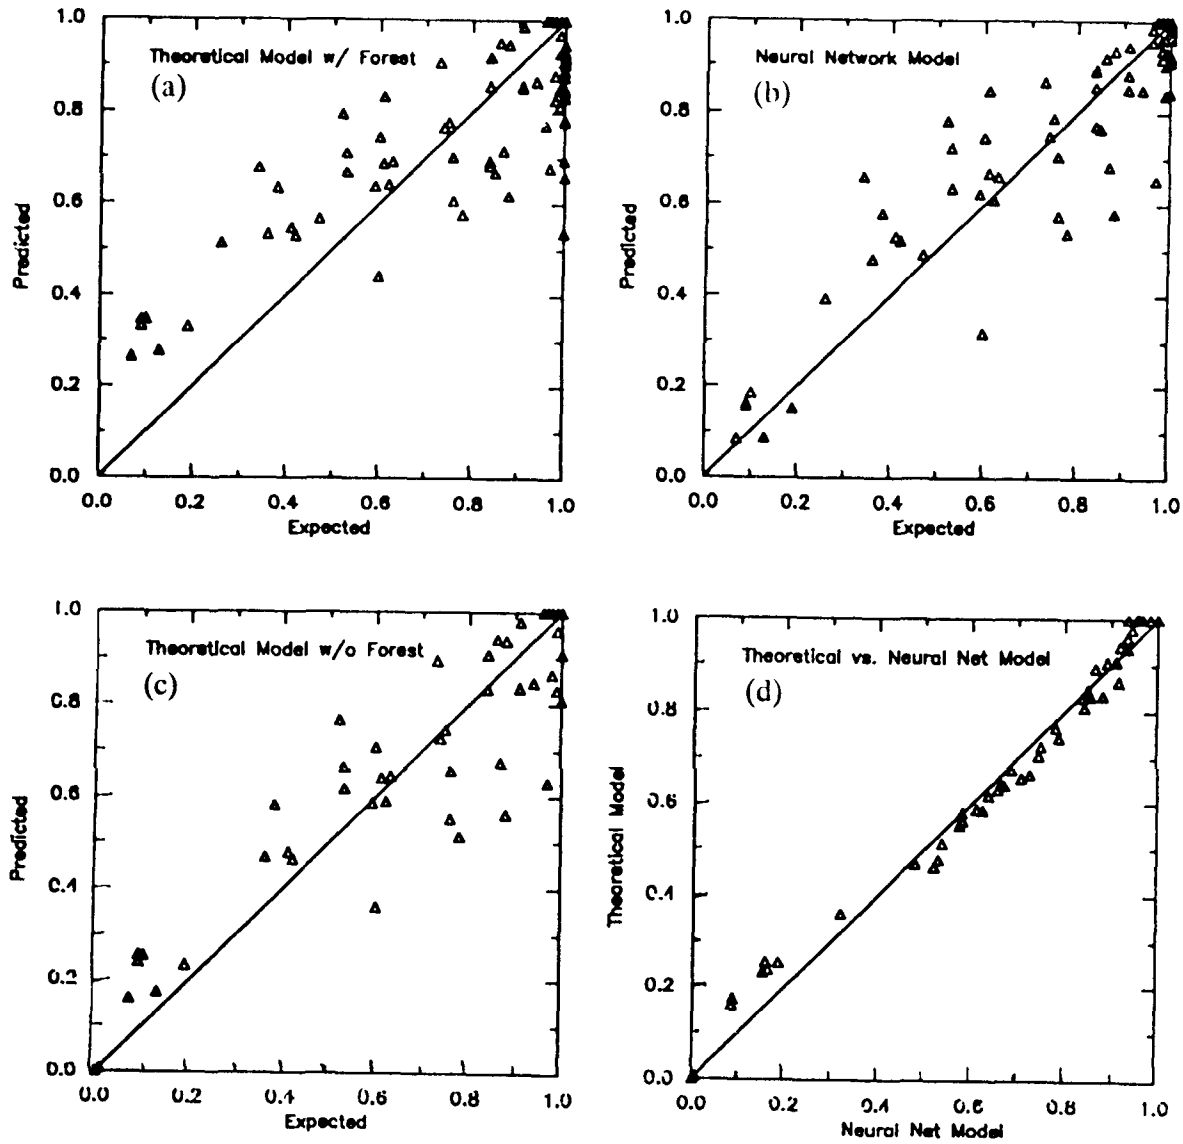 Theoretical Model w/ Forest
(a)
Predicted
1.0
0.8
0.6
0.4
0.2
0.0
0.0 0.2 0.4 0.6 0.8 1.0
Expected
Neural Network Model
(b)
Predicted
1.0
0.8
0.6
0.4
0.2
0.0
0.0 0.2 0.4 0.6 0.8 1.0
Expected
Theoretical Model w/o Forest
(c)
Predicted
1.0
0.8
0.6
0.4
0.2
0.0
0.0 0.2 0.4 0.6 0.8 1.0
Expected
Theoretical vs. Neural Net Model
(d)
Theoretical Model
1.0
0.8
0.6
0.4
0.2
0.0
0.0 0.2 0.4 0.6 0.8 1.0
Neural Net Model